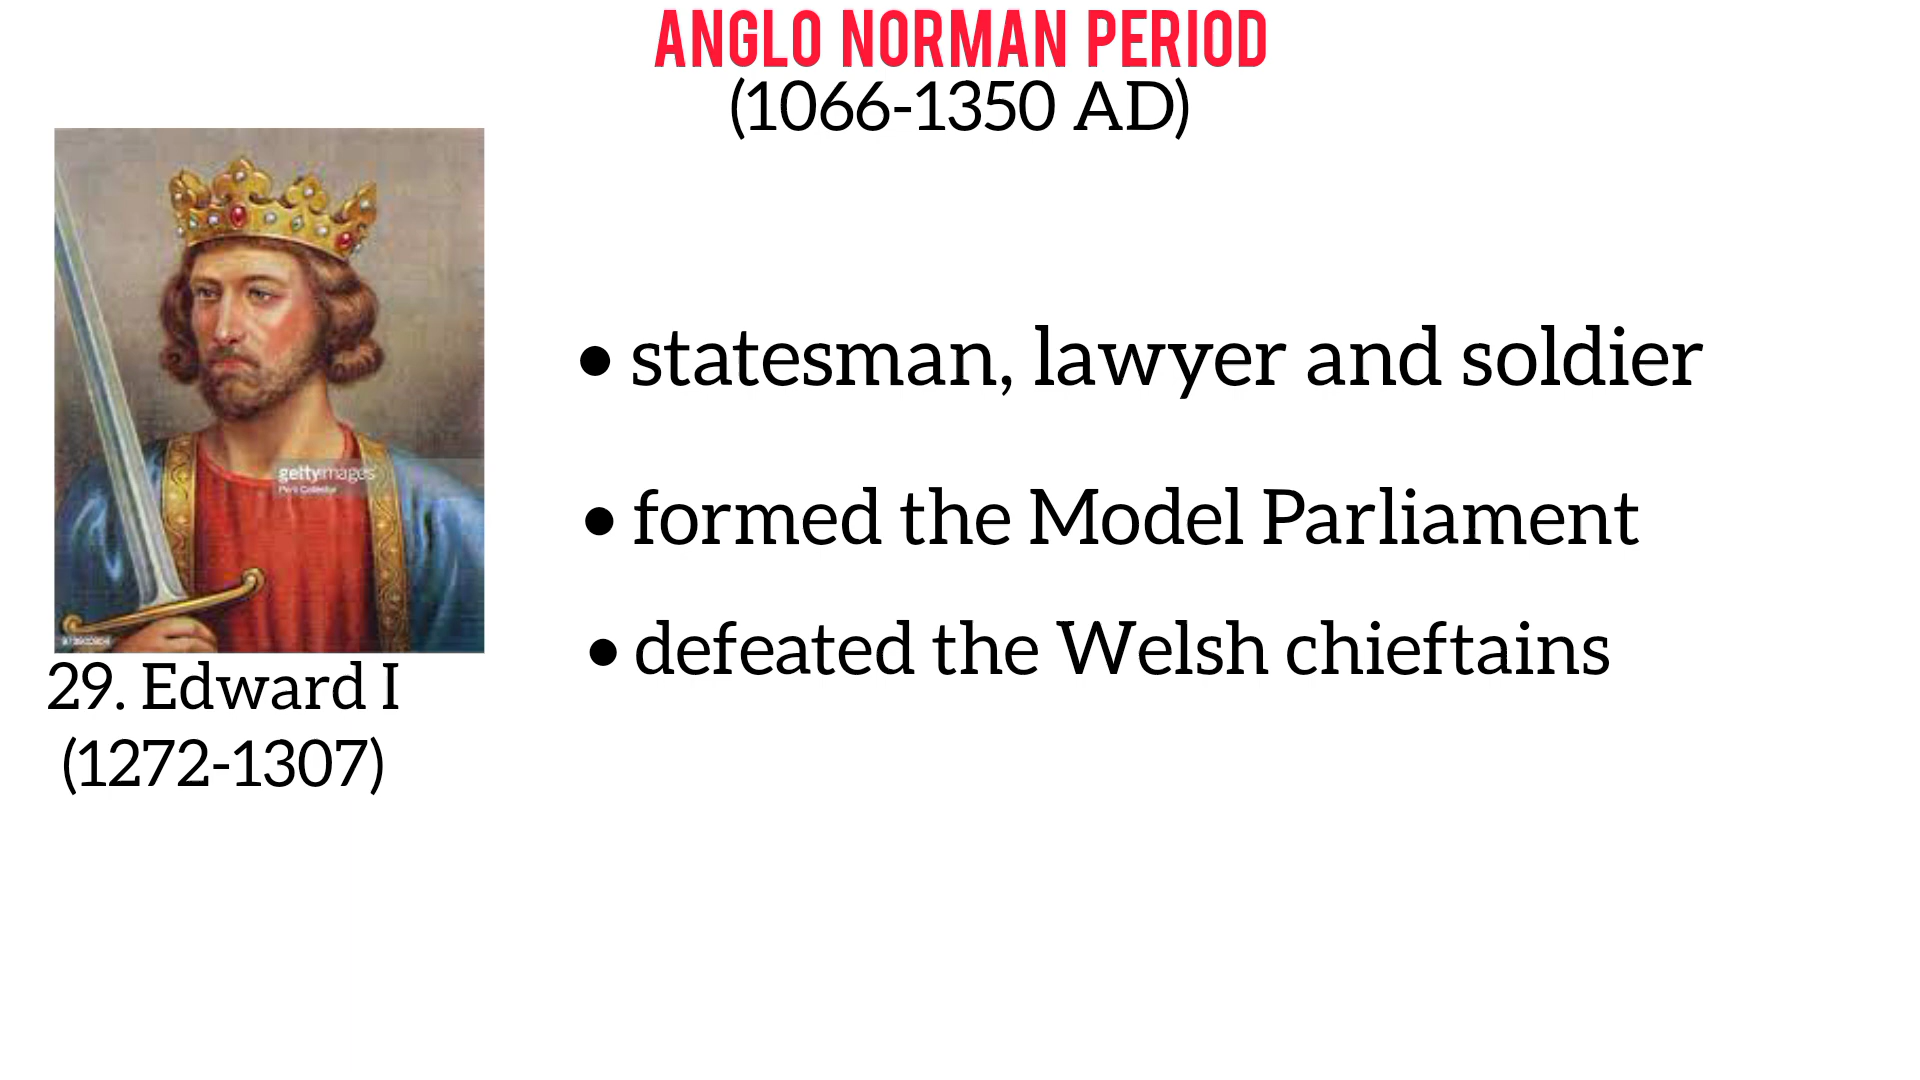 ANGLO NORMAN PERIOD
(1066-1350 AD)
gettyimages
• statesman, lawyer and soldier
• formed the Model Parliament
• defeated the Welsh chieftains
29. Edward I
(1272-1307)